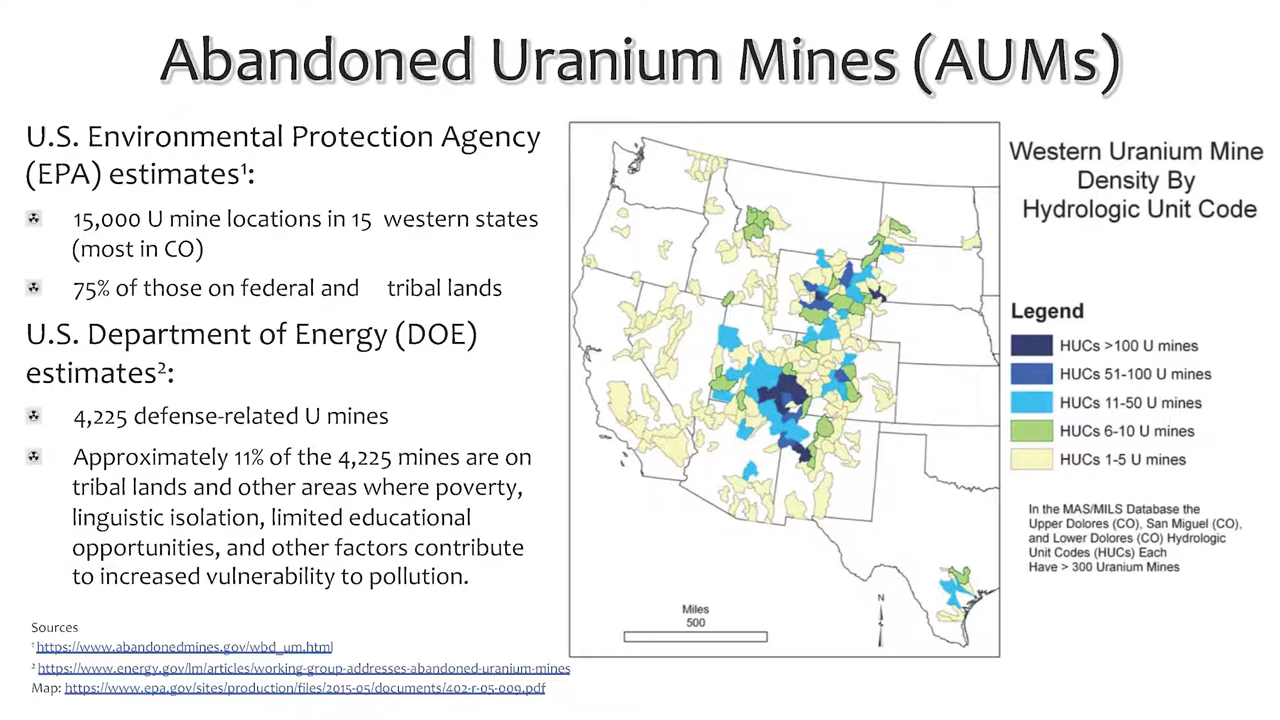 Abandoned Uranium Mines (AUMs)
U.S. Environmental Protection Agency
(EPA) estimates¹:
15,000 U mine locations in 15 western states
(most in CO)
75% of those on federal and tribal lands
U.S. Department of Energy (DOE)
estimates²:
4,225 defense-related U mines
Approximately 11% of the 4,225 mines are on
tribal lands and other areas where poverty,
linguistic isolation, limited educational
opportunities, and other factors contribute
to increased vulnerability to pollution.
Sources
¹ https://www.abandonedmines.gov/wbd_um.html
² https://www.energy.gov/lm/articles/working-group-addresses-abandoned-uranium-mines
Map: https://www.epa.gov/sites/production/files/2015-05/documents/402-r-05-009.pdf
Miles
500
N
Western Uranium Mine
Density By
Hydrologic Unit Code
Legend
HUCs >100 U mines
HUCs 51-100 U mines
HUCs 11-50 U mines
HUCs 6-10 U mines
HUCs 1-5 U mines
In the MAS/MILS Database the
Upper Dolores (CO), San Miguel (CO),
and Lower Dolores (CO) Hydrologic
Unit Codes (HUCs) Each
Have > 300 Uranium Mines